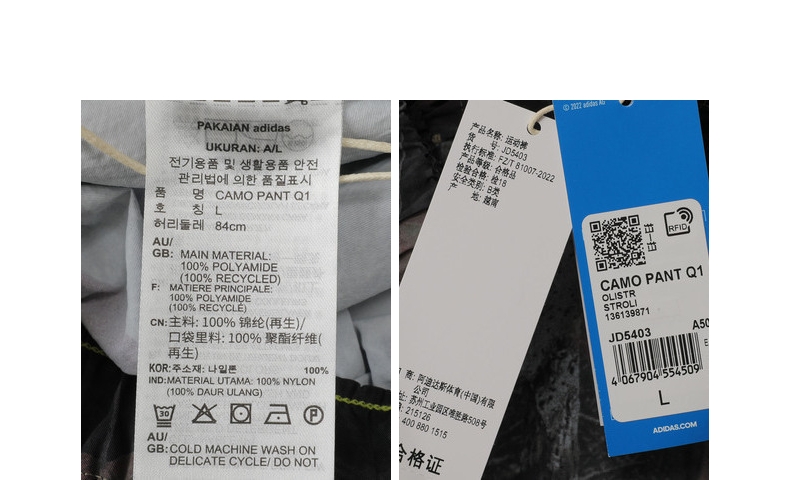 PAKAIAN adidas
UKURAN: A/L
전기용품 및 생활용품 안전
관리법에 의한 품질표시
품 명 CAMO PANT Q1
호 칭 L
허리둘레 84cm
AU/
GB: MAIN MATERIAL:
100% POLYAMIDE
(100% RECYCLED)
F: MATIERE PRINCIPALE:
100% POLYAMIDE
(100% RECYCLÉ)
CN: 主料: 100% 锦纶(再生)/
口袋里料: 100% 聚酯纤维(
再生)
KOR: 주소재: 나일론 100%
IND: MATERIAL UTAMA: 100% NYLON
(100% DAUR ULANG)
30
P
AU/
GB: COLD MACHINE WASH ON
DELICATE CYCLE/ DO NOT
产品名称: 运动裤
货 号: JD5403
执行标准: FZ/T 81007-2022
产品等级: 合格品
检验合格: 检18
安全类别: B类
产 地: 越南
商: 阿迪达斯体育(中国)有限
公司
址: 苏州工业园区唯胜路508号
215126
400 880 1515
合格证
© 2022 adidas AG
RFID
CAMO PANT Q1
OLISTR
STROLI
136139871
JD5403 A50
4 067904 554509
L
ADIDAS.COM